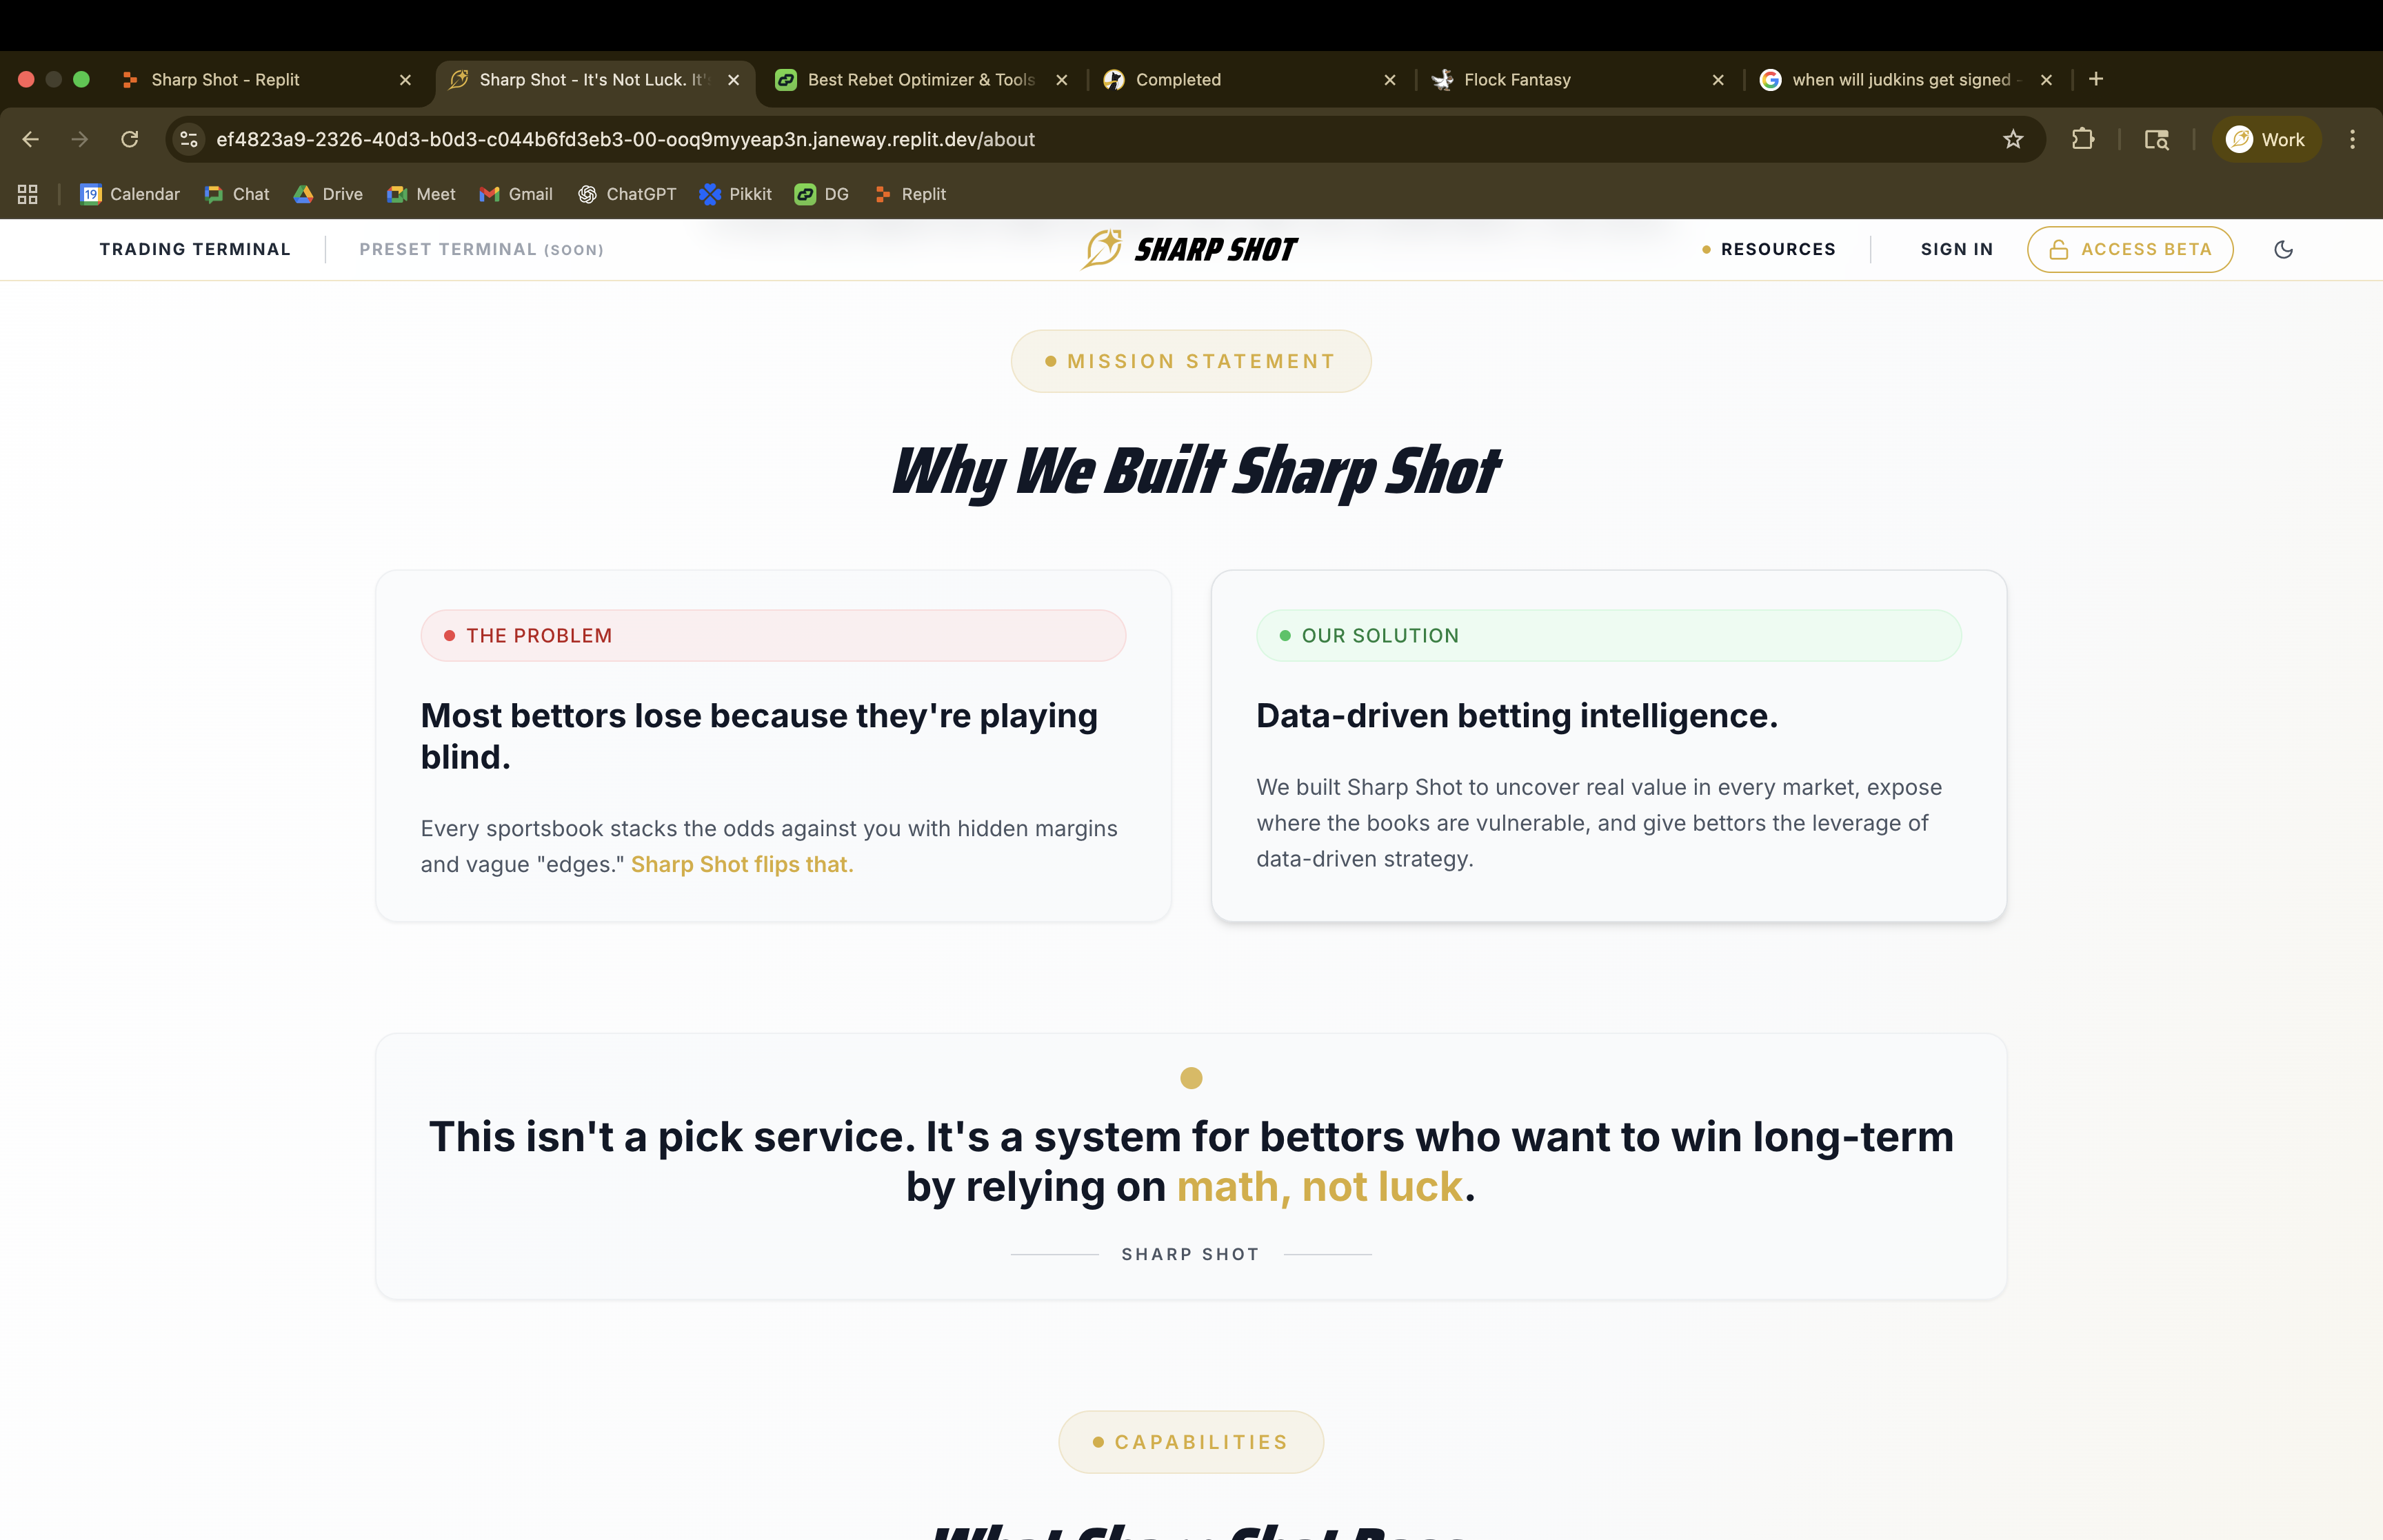 Sharp Shot - Replit
Sharp Shot - It's Not Luck. It's
Best Rebet Optimizer & Tools
Completed
Flock Fantasy
when will judkins get signed -
ef4823a9-2326-40d3-b0d3-c044b6fd3eb3-00-ooq9myyeap3n.janeway.replit.dev/about
Work
19
Calendar
Chat
Drive
Meet
Gmail
ChatGPT
Pikkit
DG
Replit
TRADING TERMINAL
PRESET TERMINAL (SOON)
SHARP SHOT
RESOURCES
SIGN IN
ACCESS BETA
MISSION STATEMENT
Why We Built Sharp Shot
THE PROBLEM
Most bettors lose because they're playing
blind.
Every sportsbook stacks the odds against you with hidden margins
and vague "edges." Sharp Shot flips that.
OUR SOLUTION
Data-driven betting intelligence.
We built Sharp Shot to uncover real value in every market, expose
where the books are vulnerable, and give bettors the leverage of
data-driven strategy.
This isn't a pick service. It's a system for bettors who want to win long-term
by relying on math, not luck.
SHARP SHOT
CAPABILITIES
What Sharp Shot Does